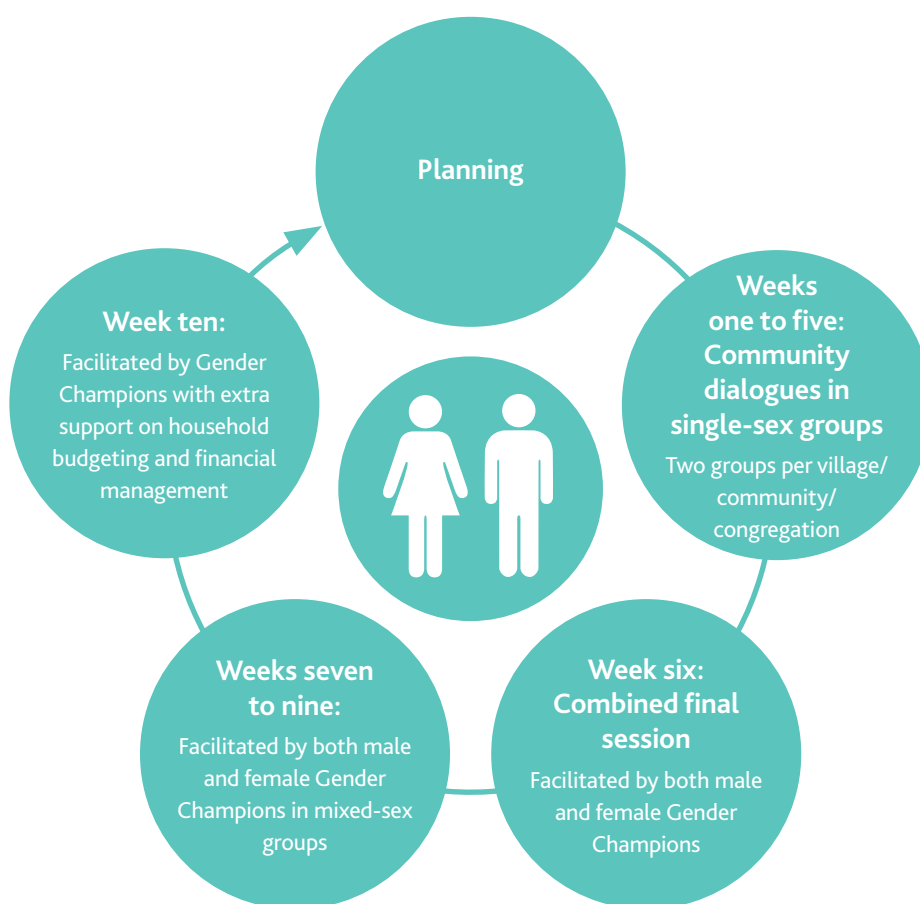 Planning
Weeks
one to five:
Community
dialogues in
single-sex groups
Two groups per village/
community/
congregation
Week six:
Combined final
session
Facilitated by both male
and female Gender
Champions
Weeks seven
to nine:
Facilitated by both male
and female Gender
Champions in mixed-sex
groups
Week ten:
Facilitated by Gender
Champions with extra
support on household
budgeting and financial
management